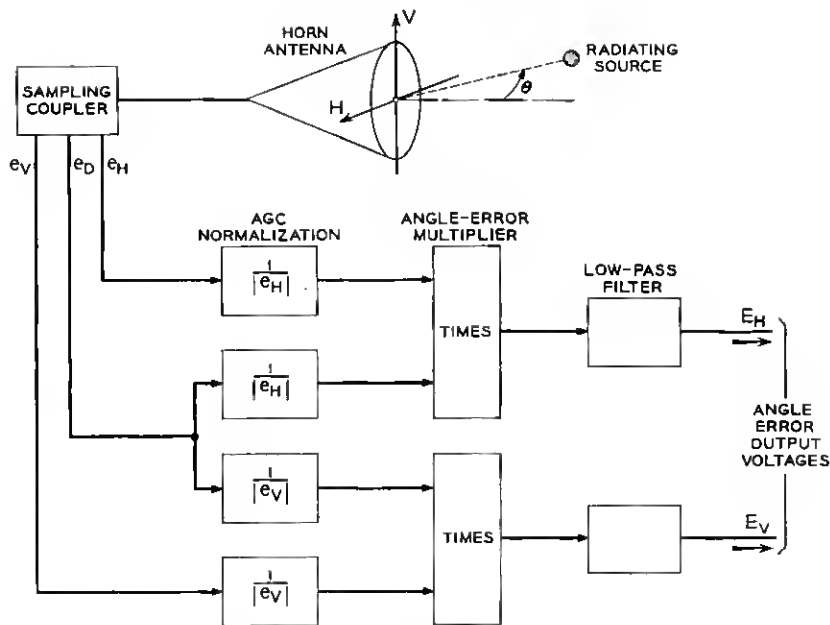 V
HORN
ANTENNA
RADIATING
SOURCE
SAMPLING
COUPLER
θ
H
eV eD eH
AGC
NORMALIZATION
ANGLE-ERROR
MULTIPLIER
LOW-PASS
FILTER
1
|eH|
TIMES
EH
1
|eH|
ANGLE
ERROR
OUTPUT
VOLTAGES
1
|eV|
TIMES
EV
1
|eV|